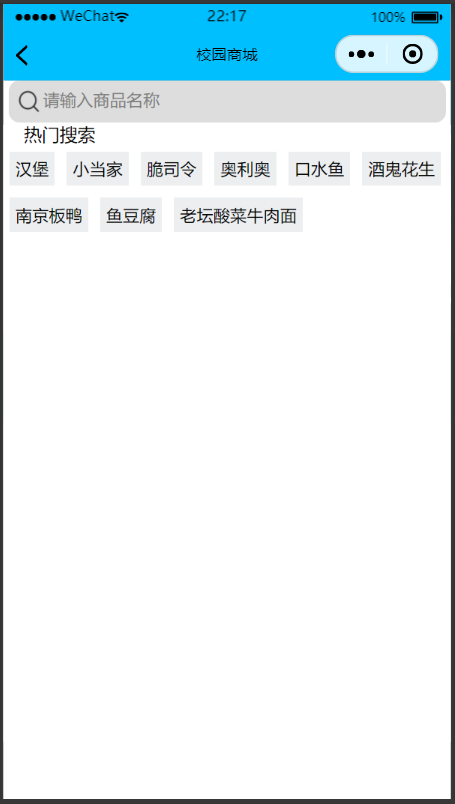 ●●●●● WeChat 22:17 100%
校园商城
请输入商品名称
热门搜索
汉堡 小当家 脆司令 奥利奥 口水鱼 酒鬼花生
南京板鸭 鱼豆腐 老坛酸菜牛肉面